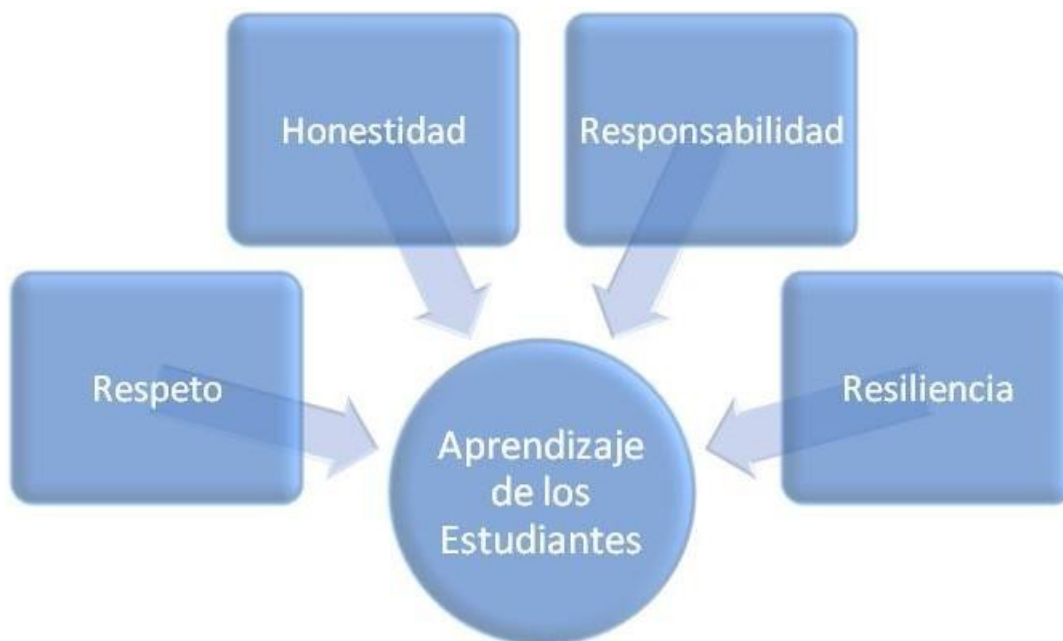 Honestidad
Responsabilidad
Respeto
Resiliencia
Aprendizaje
de los
Estudiantes